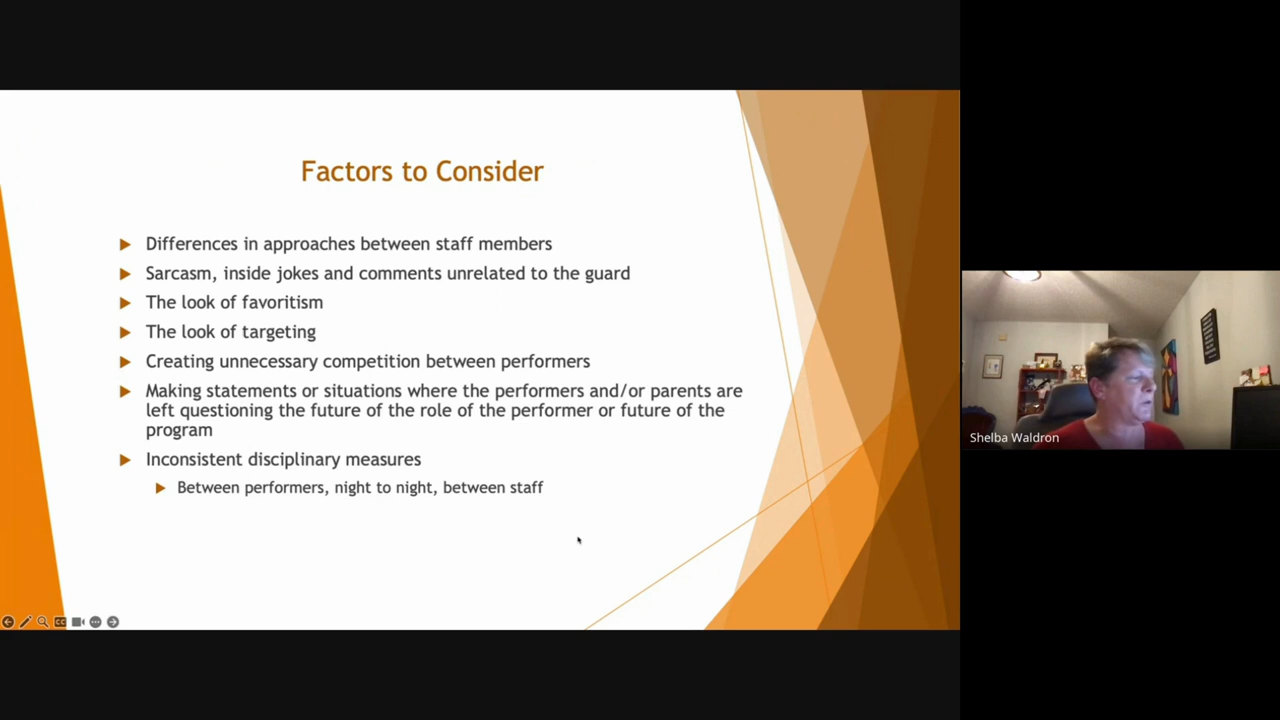 Factors to Consider
Differences in approaches between staff members
Sarcasm, inside jokes and comments unrelated to the guard
The look of favoritism
The look of targeting
Creating unnecessary competition between performers
Making statements or situations where the performers and/or parents are
left questioning the future of the role of the performer or future of the
program
Inconsistent disciplinary measures
Between performers, night to night, between staff
Shelba Waldron
CC